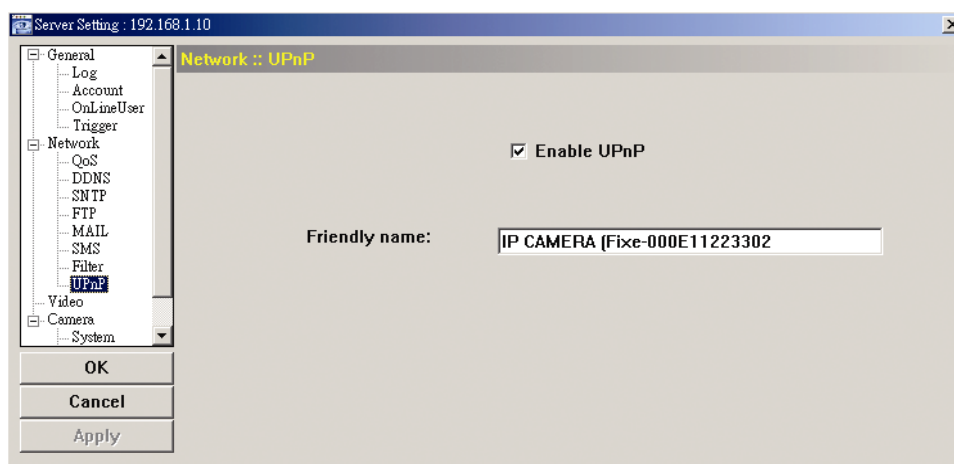 Server Setting : 192.168.1.10
General
Log
Account
OnLineUser
Trigger
Network
QoS
DDNS
SNTP
FTP
MAIL
SMS
Filter
UPnP
Video
Camera
System
OK
Cancel
Apply
Network :: UPnP
Enable UPnP
Friendly name:
IP CAMERA (Fixe-000E11223302